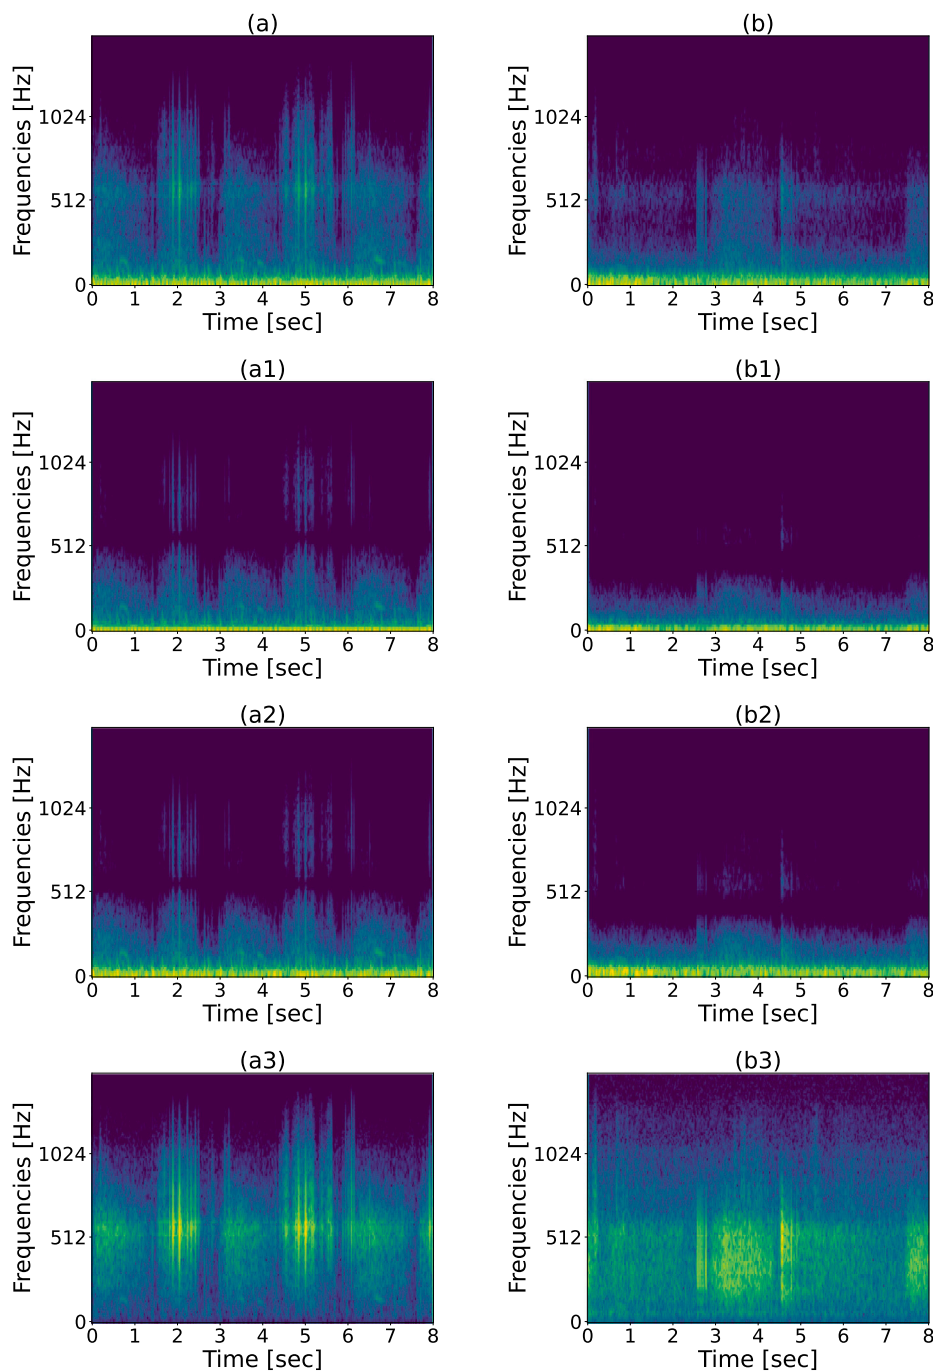 (a) (b)
Frequencies [Hz] Frequencies [Hz]
1024 1024
512 512
0 0
0 1 2 3 4 5 6 7 8 0 1 2 3 4 5 6 7 8
Time [sec] Time [sec]
(a1) (b1)
Frequencies [Hz] Frequencies [Hz]
1024 1024
512 512
0 0
0 1 2 3 4 5 6 7 8 0 1 2 3 4 5 6 7 8
Time [sec] Time [sec]
(a2) (b2)
Frequencies [Hz] Frequencies [Hz]
1024 1024
512 512
0 0
0 1 2 3 4 5 6 7 8 0 1 2 3 4 5 6 7 8
Time [sec] Time [sec]
(a3) (b3)
Frequencies [Hz] Frequencies [Hz]
1024 1024
512 512
0 0
0 1 2 3 4 5 6 7 8 0 1 2 3 4 5 6 7 8
Time [sec] Time [sec]